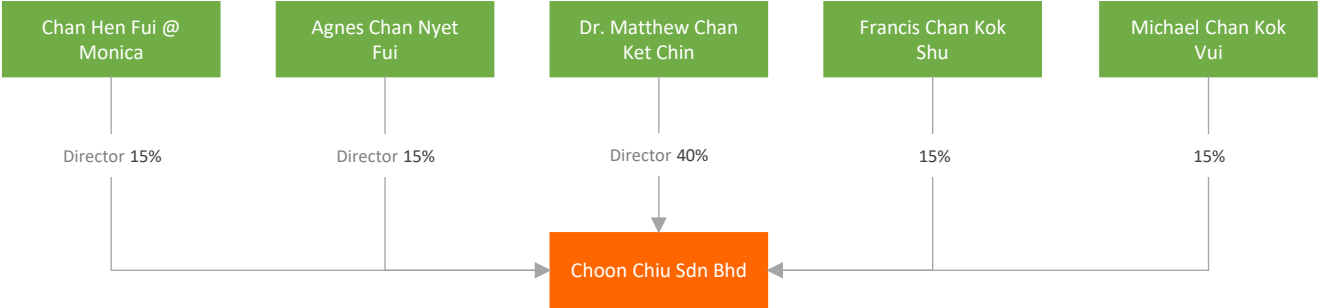 Chan Hen Fui @
Monica
Agnes Chan Nyet
Fui
Dr. Matthew Chan
Ket Chin
Francis Chan Kok
Shu
Michael Chan Kok
Vui
Director 15%
Director 15%
Director 40%
15%
15%
Choon Chiu Sdn Bhd